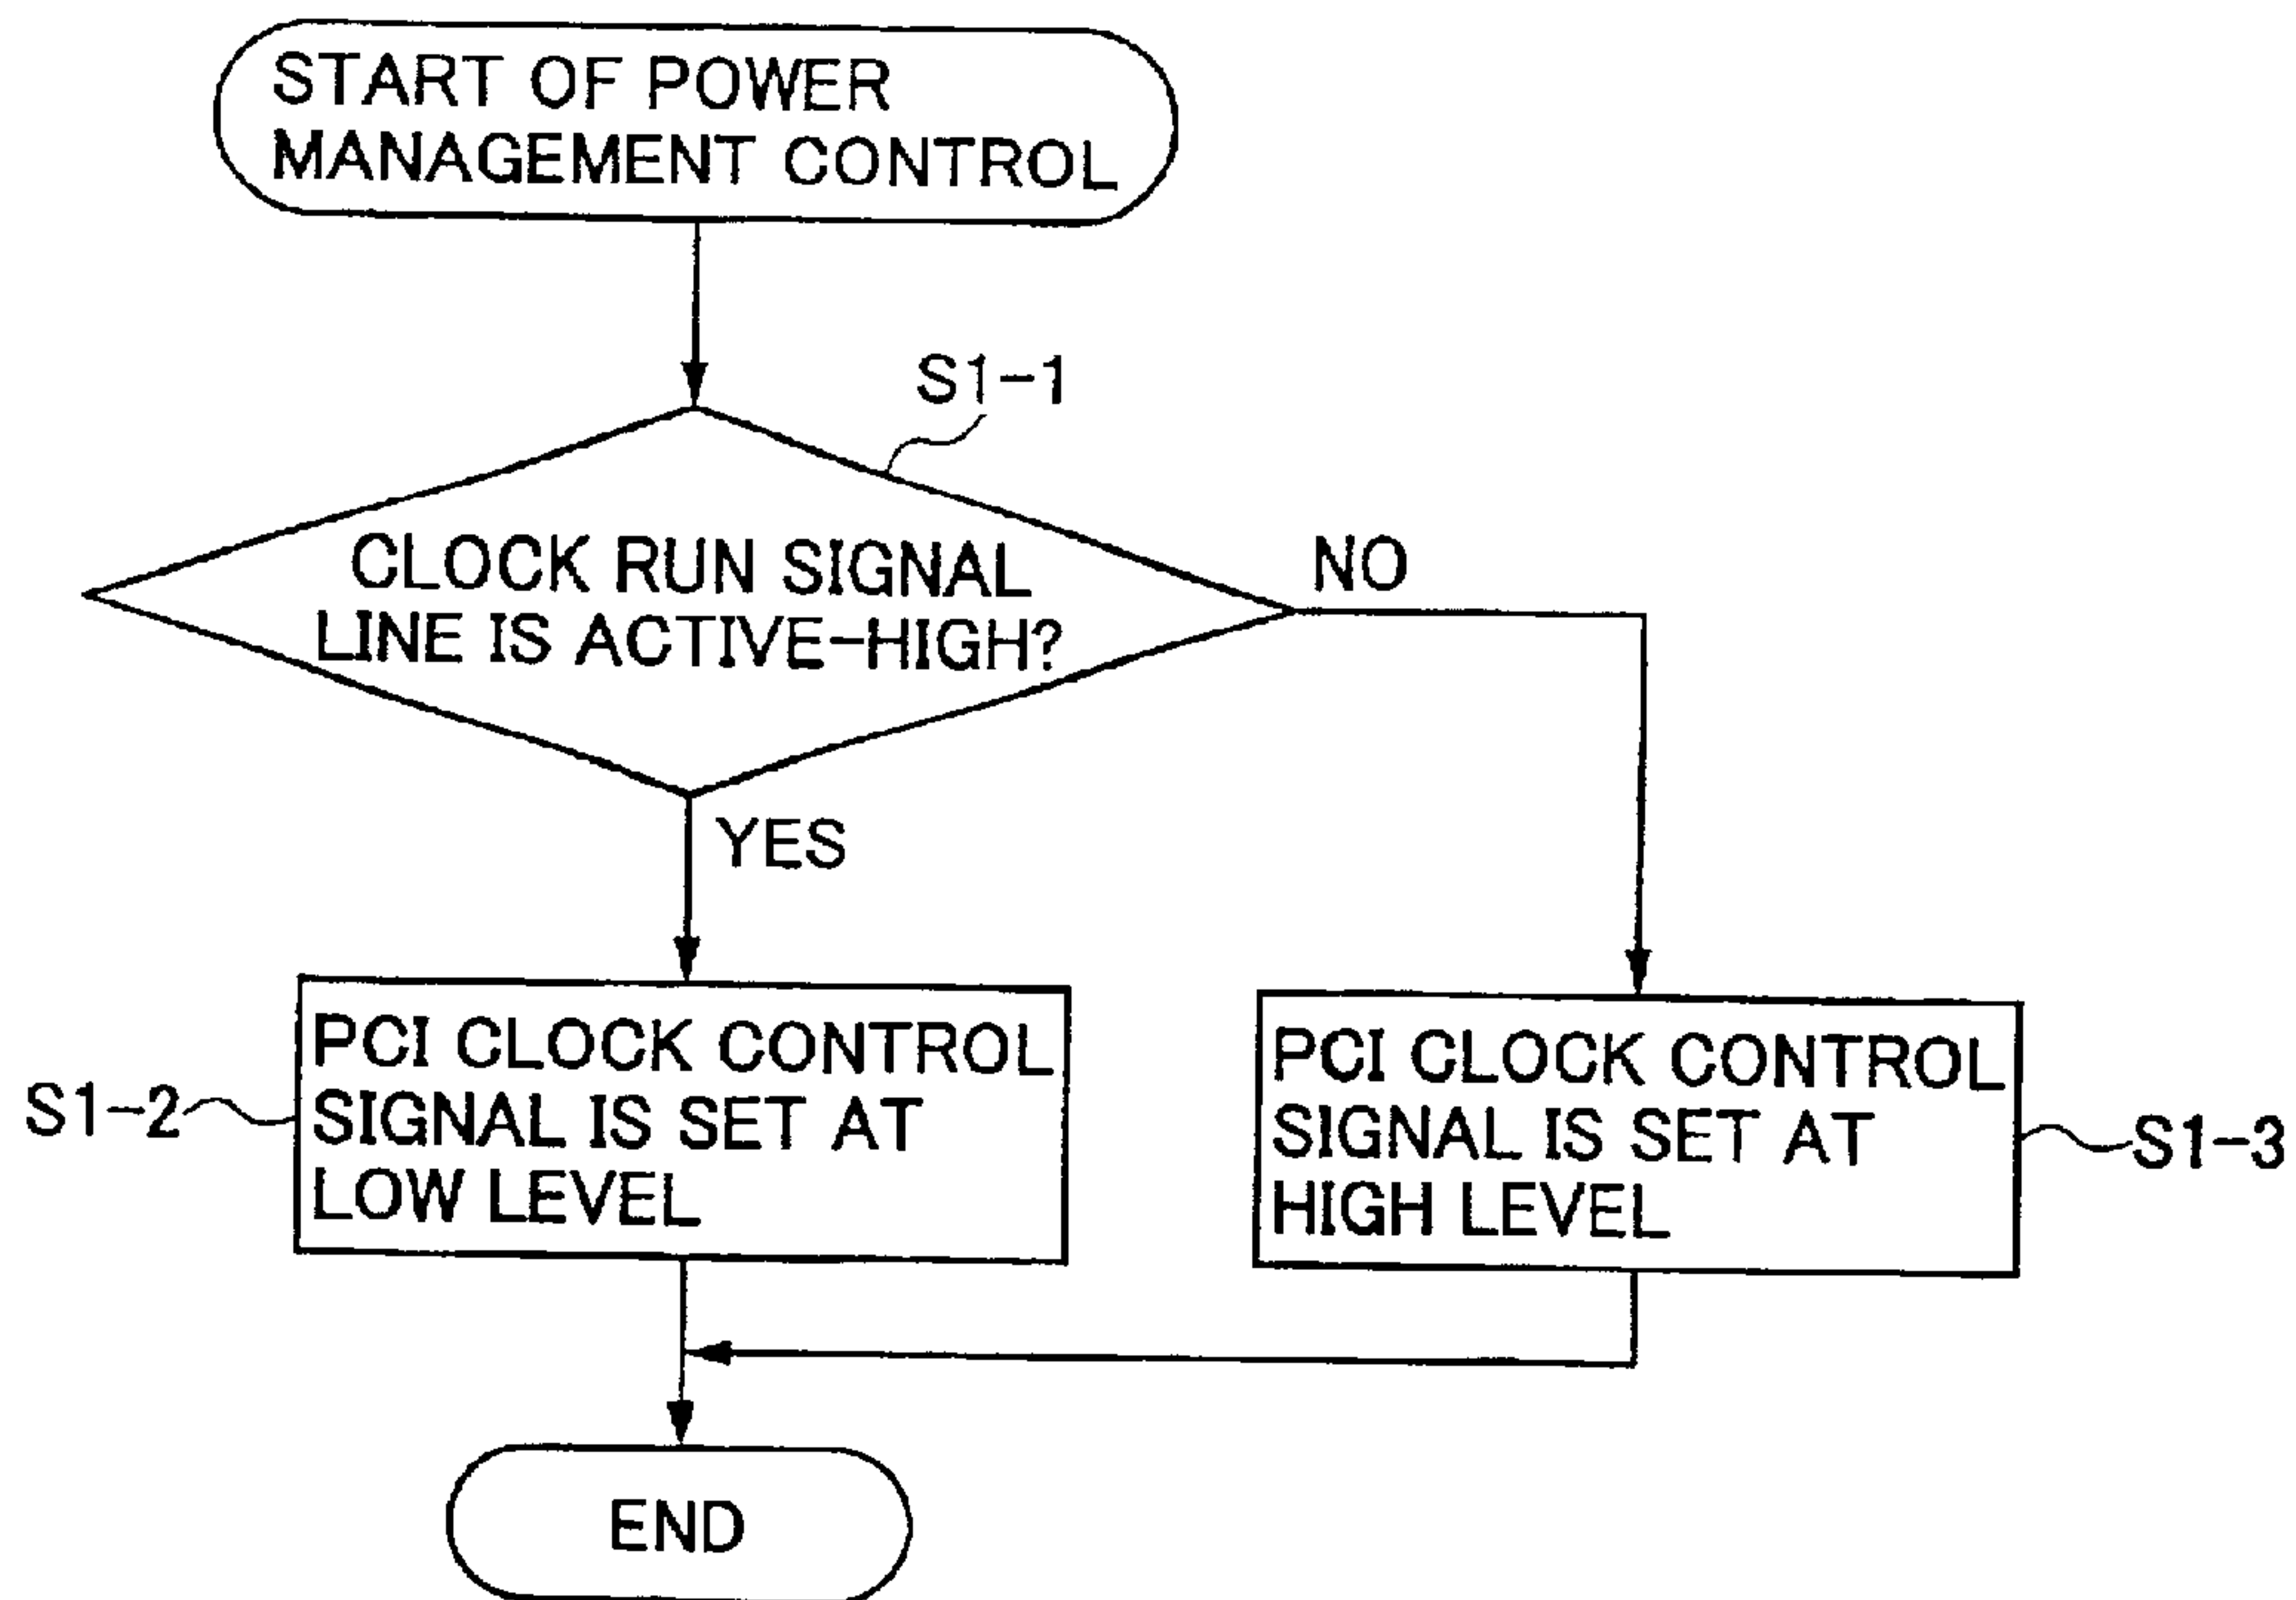 START OF POWER
MANAGEMENT CONTROL
S1-1
CLOCK RUN SIGNAL
LINE IS ACTIVE-HIGH?
NO
YES
S1-2
PCI CLOCK CONTROL
SIGNAL IS SET AT
LOW LEVEL
PCI CLOCK CONTROL
SIGNAL IS SET AT
HIGH LEVEL
S1-3
END